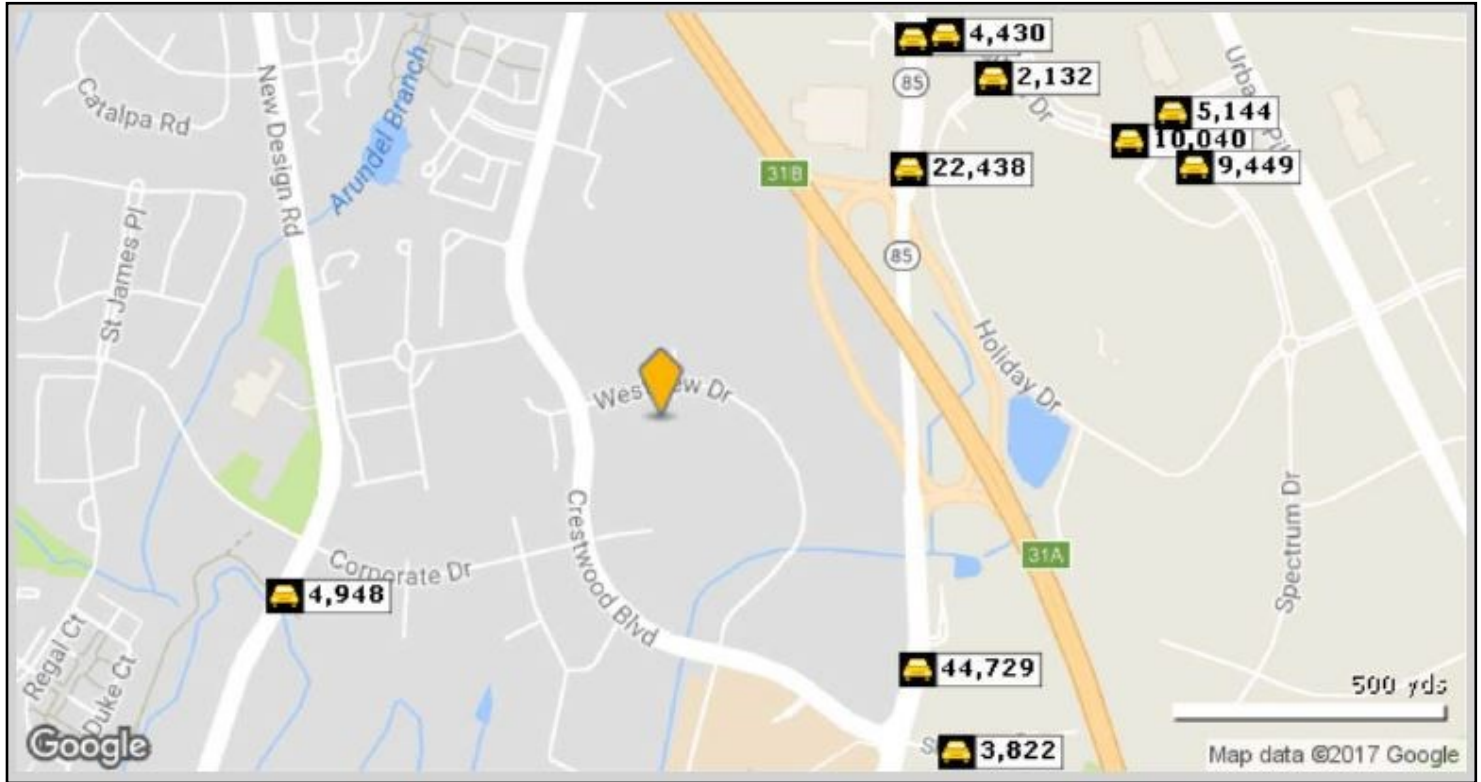 4,430
2,132
85
5,144
10,040
9,449
22,438
31B
85
Catalpa Rd
New Design Rd
Arundel Branch
St James Pl
Holiday Dr
Dr
Crestwood Blvd
Corporate Dr
4,948
31A
Spectrum Dr
Regal Ct
Duke Ct
44,729
3,822
500 yds
Google
Map data ©2017 Google